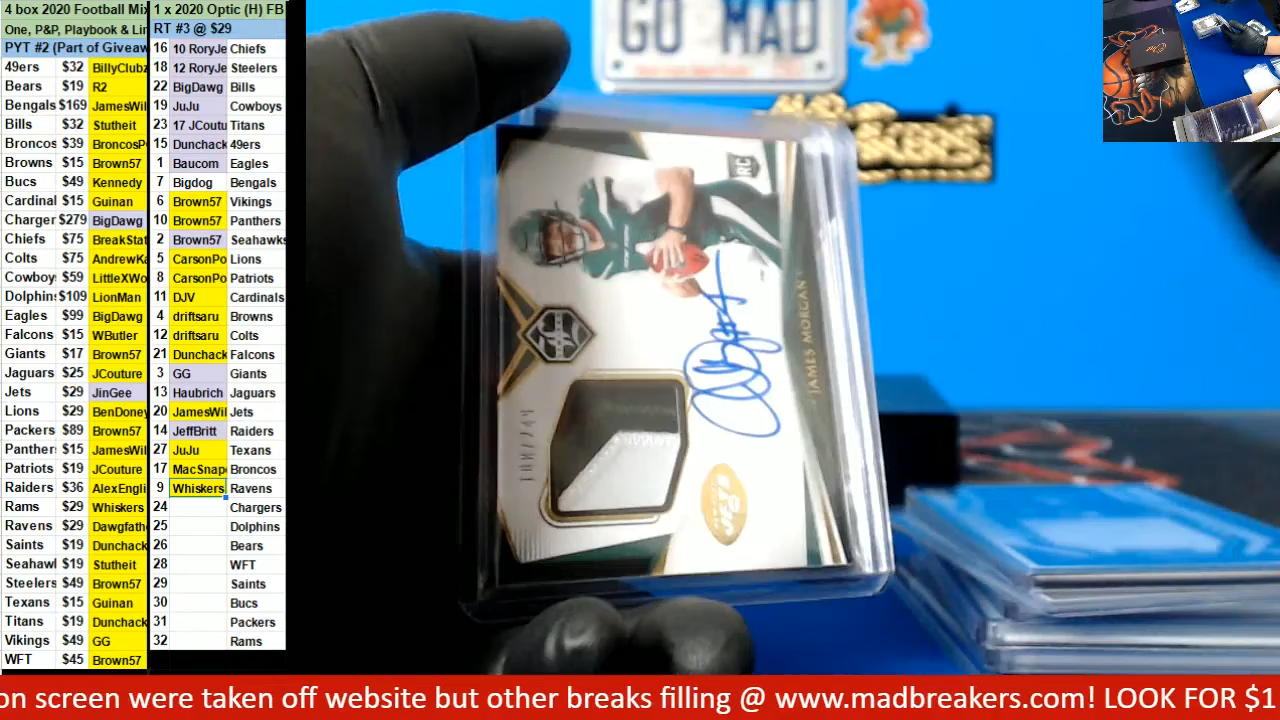 4 box 2020 Football Mix
One, P&P, Playbook & Lin
PYT #2 (Part of Giveaw
49ers $32 BillyClubz
Bears $19 R2
Bengals $169 JamesWil
Bills $32 Stutheit
Broncos $39 BroncosP
Browns $15 Brown57
Bucs $49 Kennedy
Cardinal $15 Guinan
Charger $279 BigDawg
Chiefs $75 BreakStat
Colts $75 AndrewKa
Cowboy $59 LittleXWo
Dolphin $109 LionMan
Eagles $99 BigDawg
Falcons $15 WButler
Giants $17 Brown57
Jaguars $25 JCouture
Jets $29 JinGee
Lions $29 BenDoney
Packers $89 Brown57
Panther $15 JamesWil
Patriots $19 JCouture
Raiders $36 AlexEngli
Rams $29 Whiskers
Ravens $29 Dawgfath
Saints $19 Dunchack
Seahawl $19 Stutheit
Steelers $49 Brown57
Texans $15 Guinan
Titans $19 Dunchack
Vikings $49 GG
WFT $45 Brown57
1 x 2020 Optic (H) FB
RT #3 @ $29
16 10 RoryJe Chiefs
18 12 RoryJe Steelers
22 BigDawg Bills
19 JuJu Cowboys
23 17 JCoutu Titans
15 Dunchack 49ers
1 Baucom Eagles
7 Bigdog Bengals
6 Brown57 Vikings
10 Brown57 Panthers
2 Brown57 Seahawks
5 CarsonPo Lions
8 CarsonPo Patriots
11 DJV Cardinals
4 driftsaru Browns
12 driftsaru Colts
21 Dunchack Falcons
3 GG Giants
13 Haubrich Jaguars
20 JamesWil Jets
14 JeffBritt Raiders
27 JuJu Texans
17 MacSnap Broncos
9 Whiskers Ravens
24 Chargers
25 Dolphins
26 Bears
28 WFT
29 Saints
30 Bucs
31 Packers
32 Rams
GO MAD
RC
JAMES MORGAN
on screen were taken off website but other breaks filling @ www.madbreakers.com! LOOK FOR $1